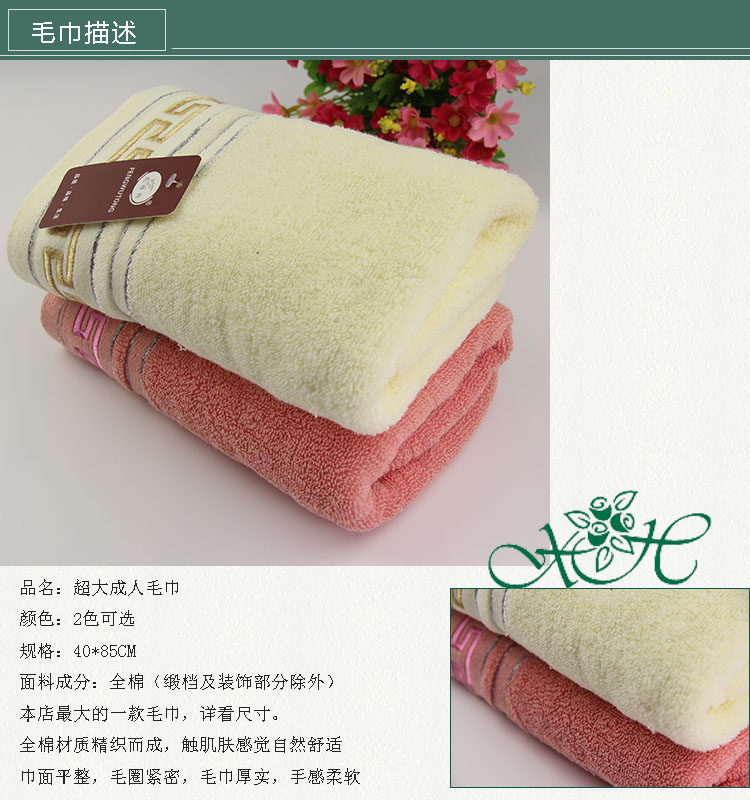 毛巾描述
FENGWUTONG
品名：超大成人毛巾
颜色：2色可选
规格：40*85CM
面料成分：全棉（缎档及装饰部分除外）
本店最大的一款毛巾，详看尺寸。
全棉材质精织而成，触肌肤感觉自然舒适
巾面平整，毛圈紧密，毛巾厚实，手感柔软